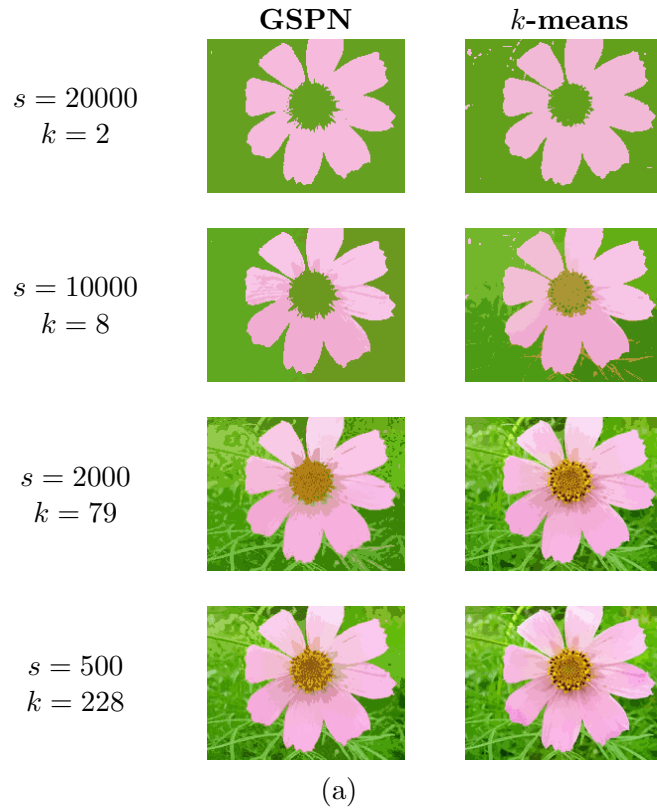 GSPN k-means
s = 20000
k = 2
s = 10000
k = 8
s = 2000
k = 79
s = 500
k = 228
(a)